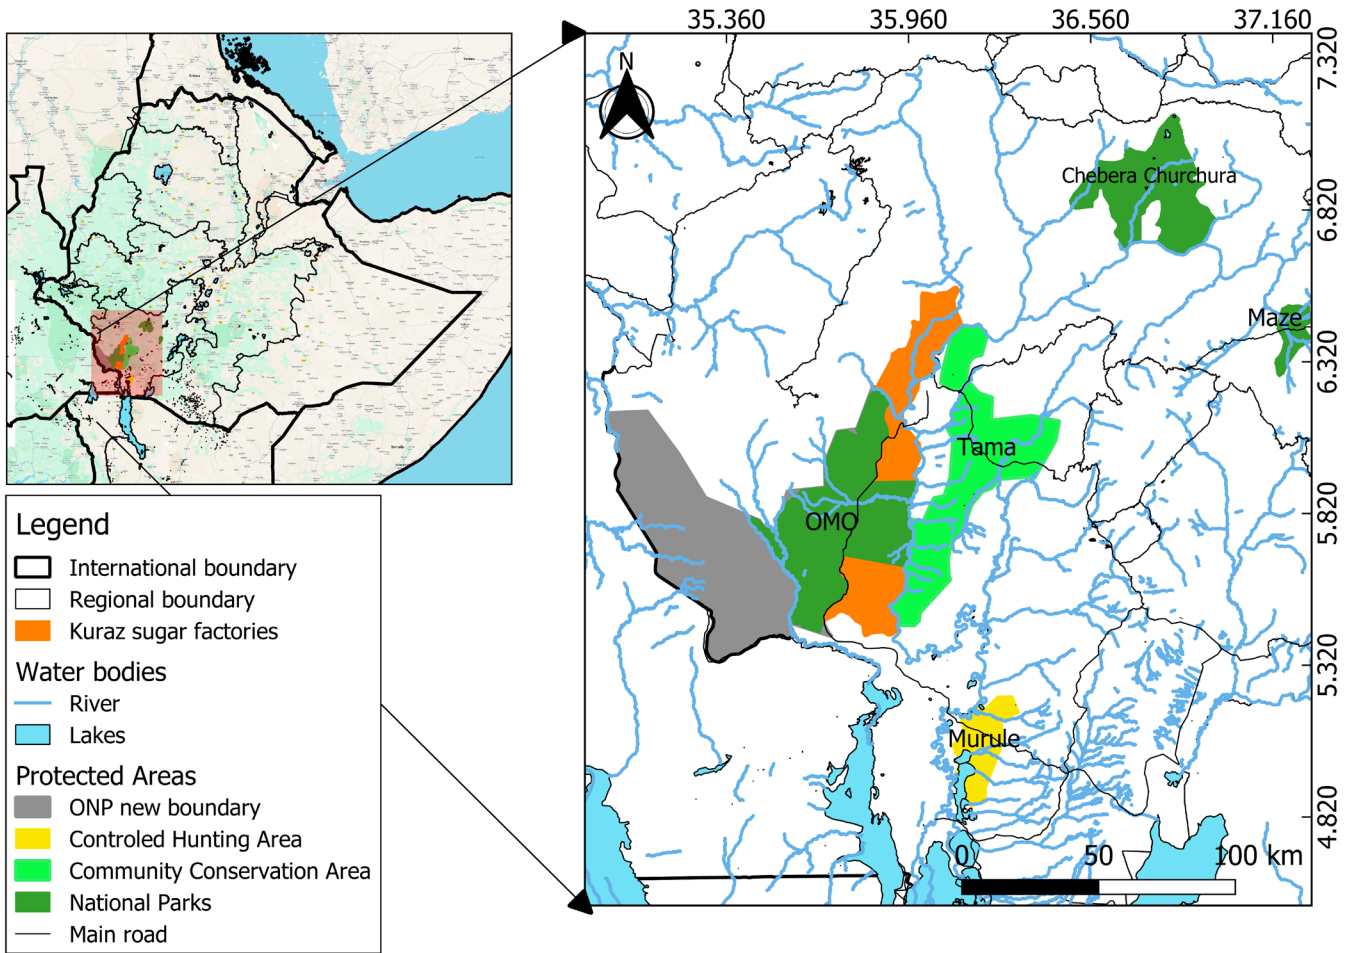 35.360 35.960 36.560 37.160
7.320
6.820
6.320
5.820
5.320
4.820
N
Chebera Churchura
Maze
Tama
OMO
Murule
0 50 100 km
Legend
International boundary
Regional boundary
Kuraz sugar factories
Water bodies
River
Lakes
Protected Areas
ONP new boundary
Controled Hunting Area
Community Conservation Area
National Parks
Main road